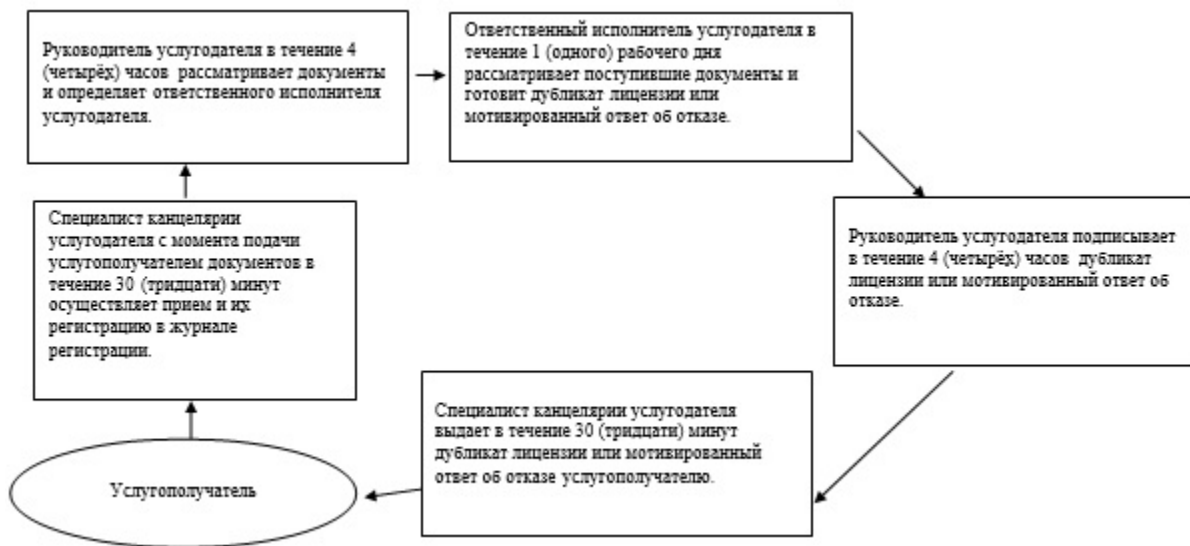 Руководитель услугодателя в течение 4
(четырёх) часов рассматривает документы
и определяет ответственного исполнителя
услугодателя.
Ответственный исполнитель услугодателя в
течение 1 (одного) рабочего дня
рассматривает поступившие документы и
готовит дубликат лицензии или
мотивированный ответ об отказе.
Специалист канцелярии
услугодателя с момента подачи
услугополучателем документов в
течение 30 (тридцати) минут
осуществляет прием и их
регистрацию в журнале
регистрации.
Руководитель услугодателя подписывает
в течение 4 (четырёх) часов дубликат
лицензии или мотивированный ответ об
отказе.
Специалист канцелярии услугодателя
выдает в течение 30 (тридцати) минут
дубликат лицензии или мотивированный
ответ об отказе услугополучателю.
Услугополучатель